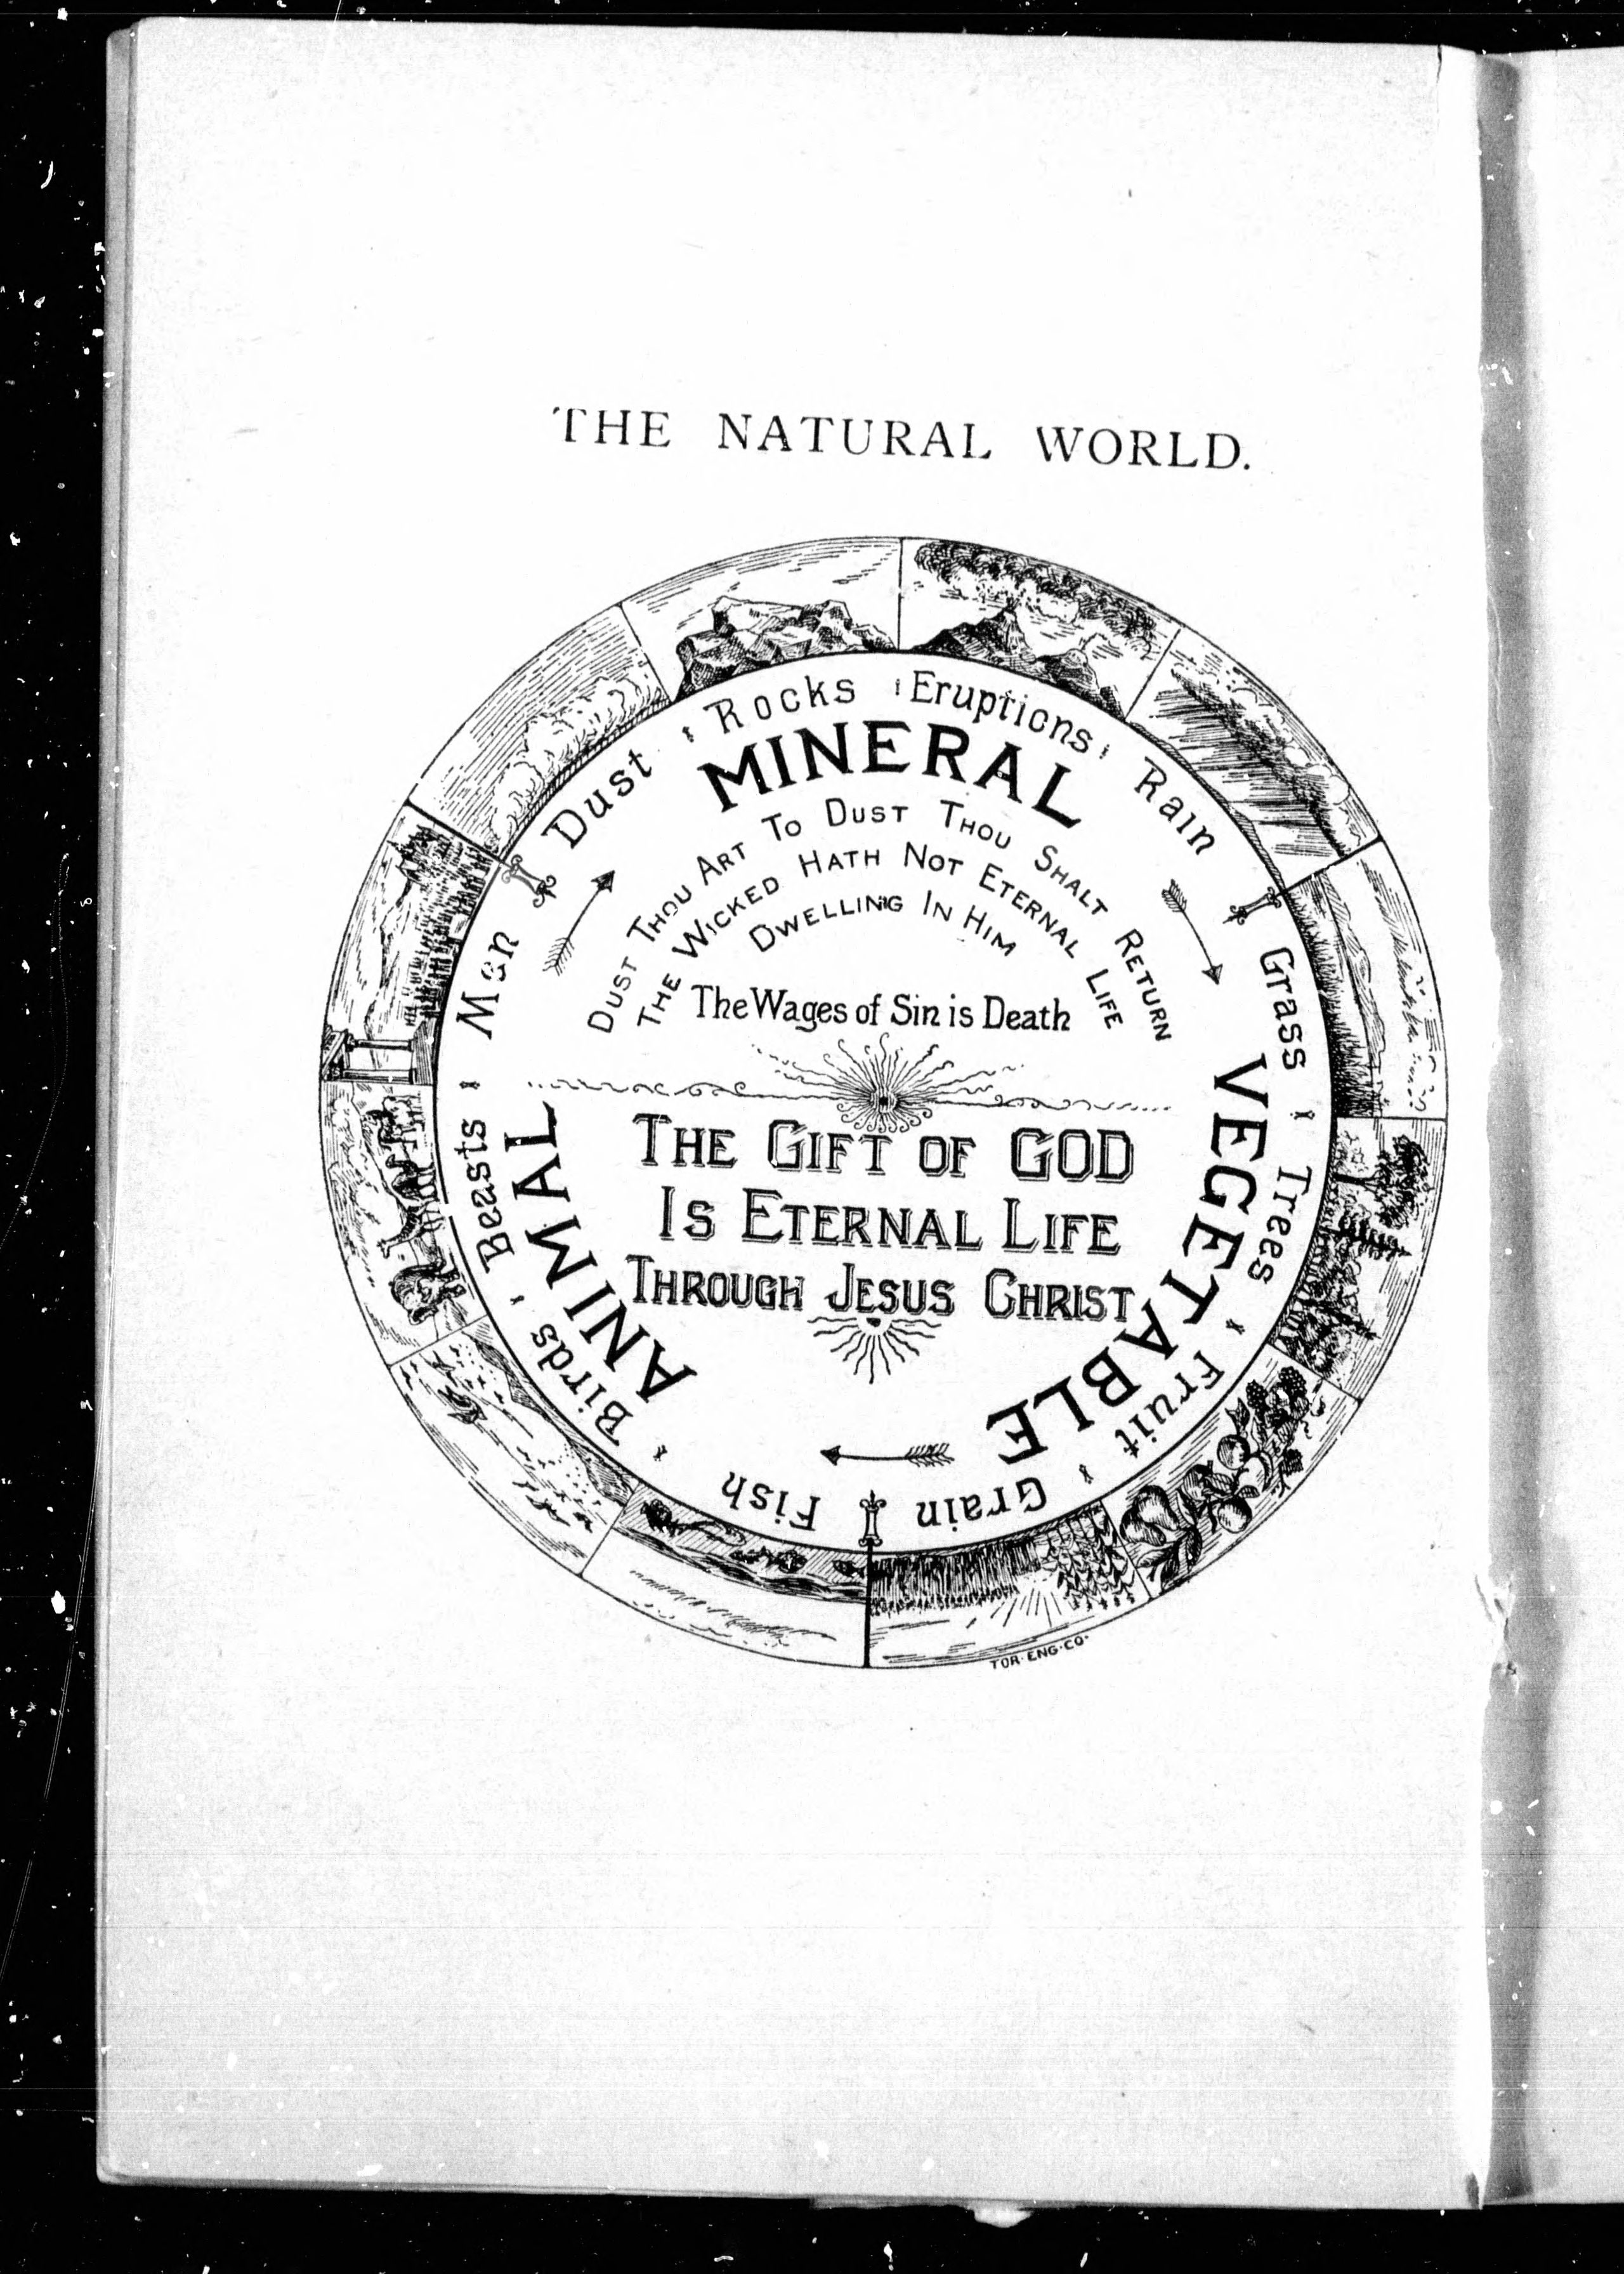 THE NATURAL WORLD.
Dust Rocks Eruptions Rain
Grass Trees Fruit Grain
Fish Birds Beasts Man
MINERAL
VEGETABLE
ANIMAL
DUST THOU ART TO DUST THOU SHALT RETURN
THE WICKED HATH NOT ETERNAL LIFE
DWELLING IN HIM
The Wages of Sin is Death
THE GIFT OF GOD
IS ETERNAL LIFE
THROUGH JESUS CHRIST
TOR. ENG. CO.